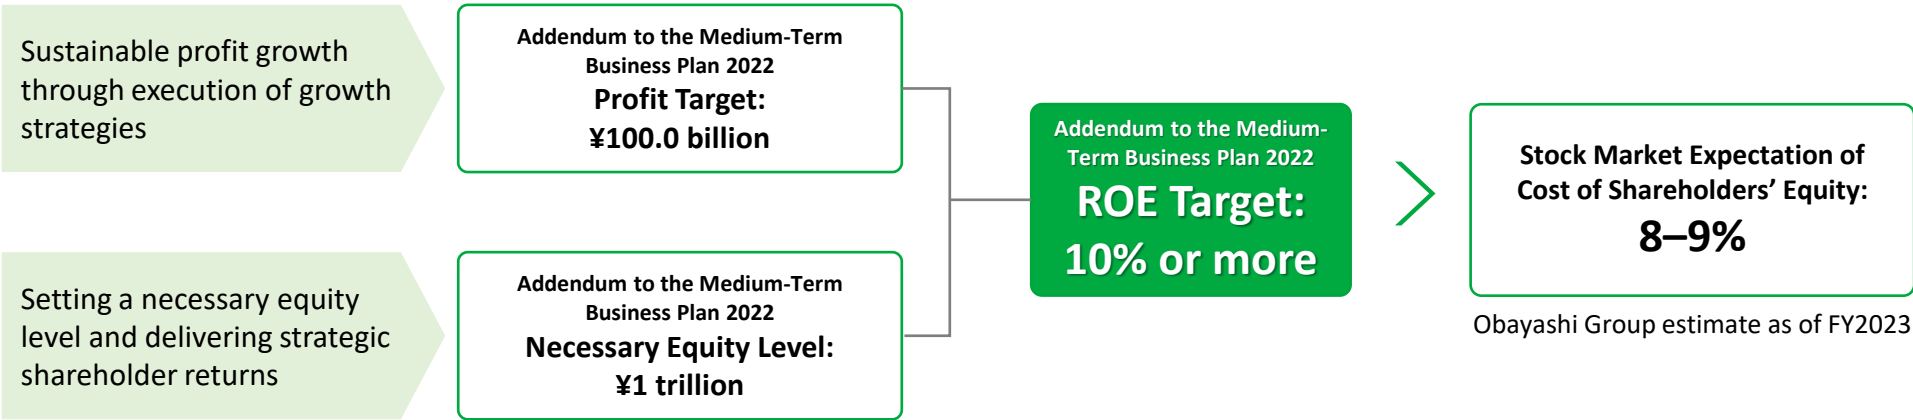 Sustainable profit growth
through execution of growth
strategies
Addendum to the Medium-Term
Business Plan 2022
Profit Target:
¥100.0 billion
Setting a necessary equity
level and delivering strategic
shareholder returns
Addendum to the Medium-Term
Business Plan 2022
Necessary Equity Level:
¥1 trillion
Addendum to the Medium-
Term Business Plan 2022
ROE Target:
10% or more
Stock Market Expectation of
Cost of Shareholders’ Equity:
8–9%
Obayashi Group estimate as of FY2023